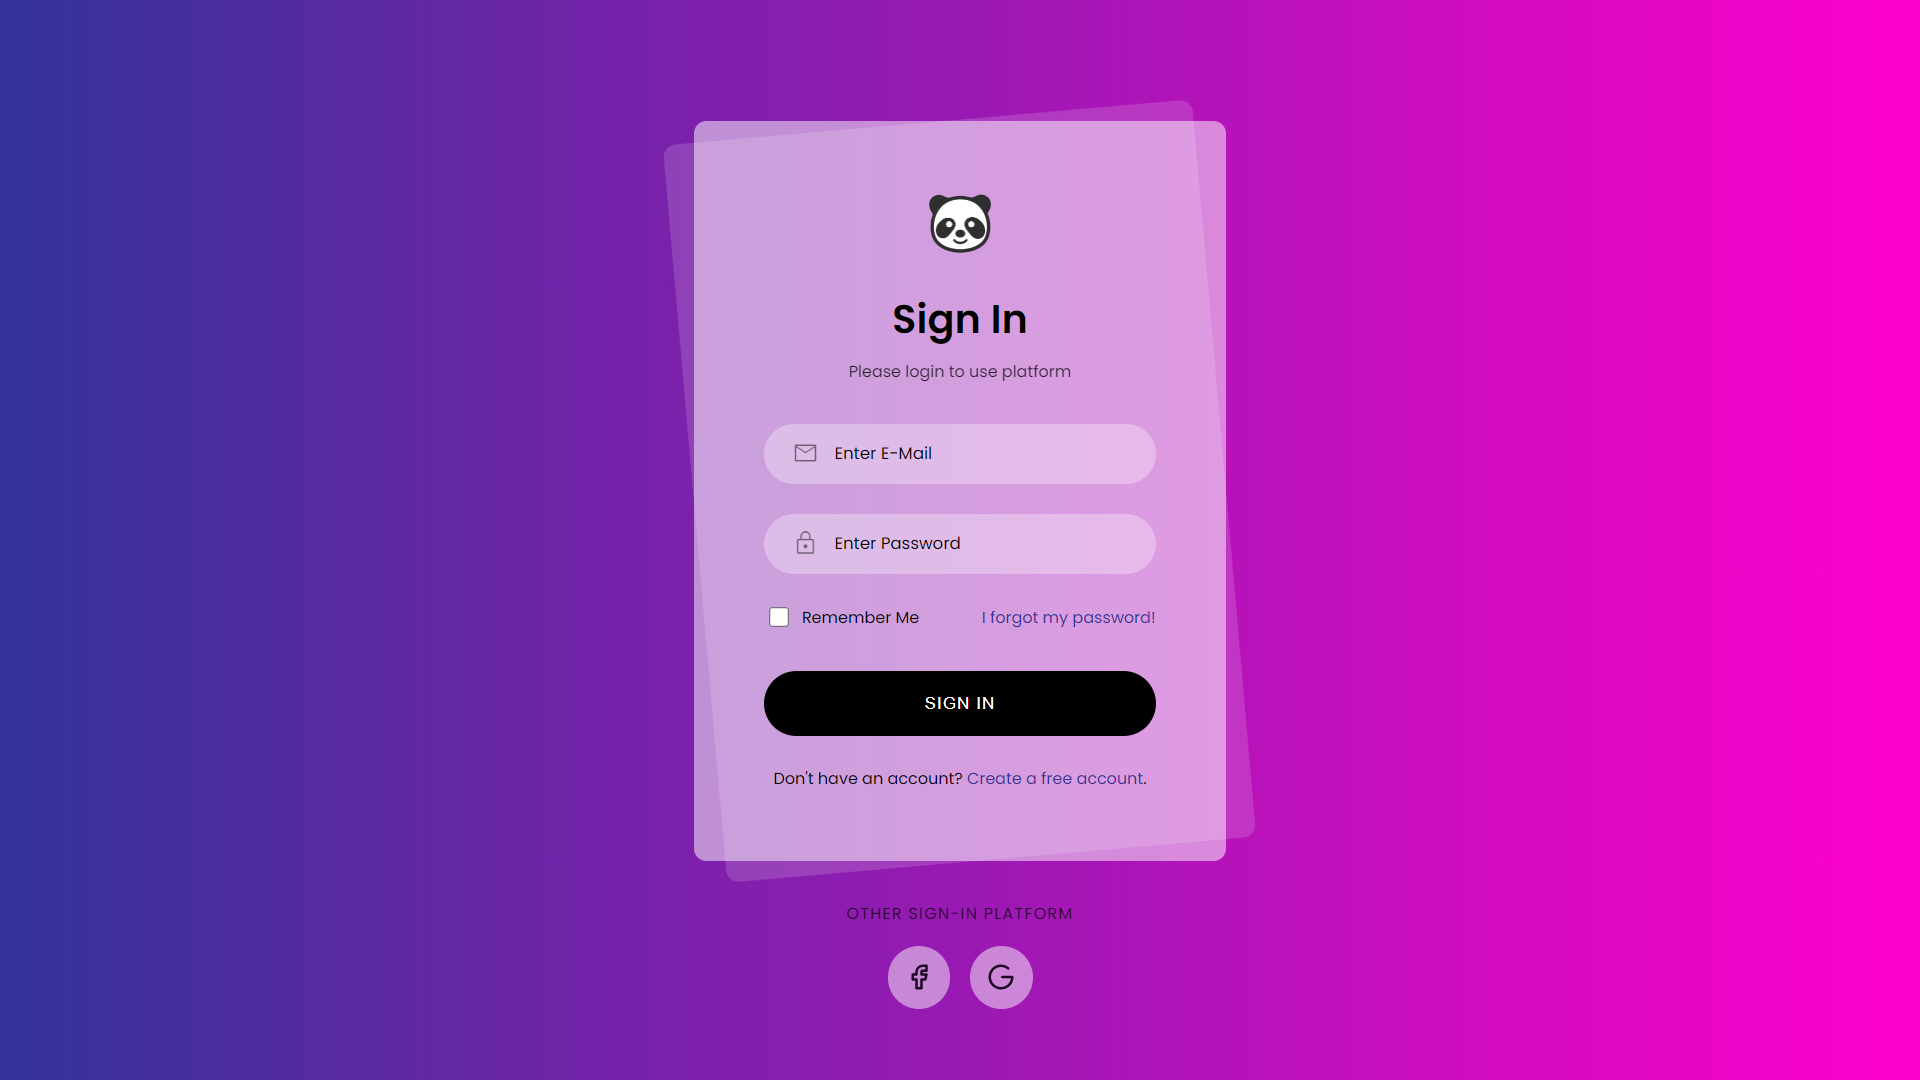 Sign In
Please login to use platform
Enter E-Mail
Enter Password
Remember Me
I forgot my password!
SIGN IN
Don't have an account? Create a free account.
OTHER SIGN-IN PLATFORM